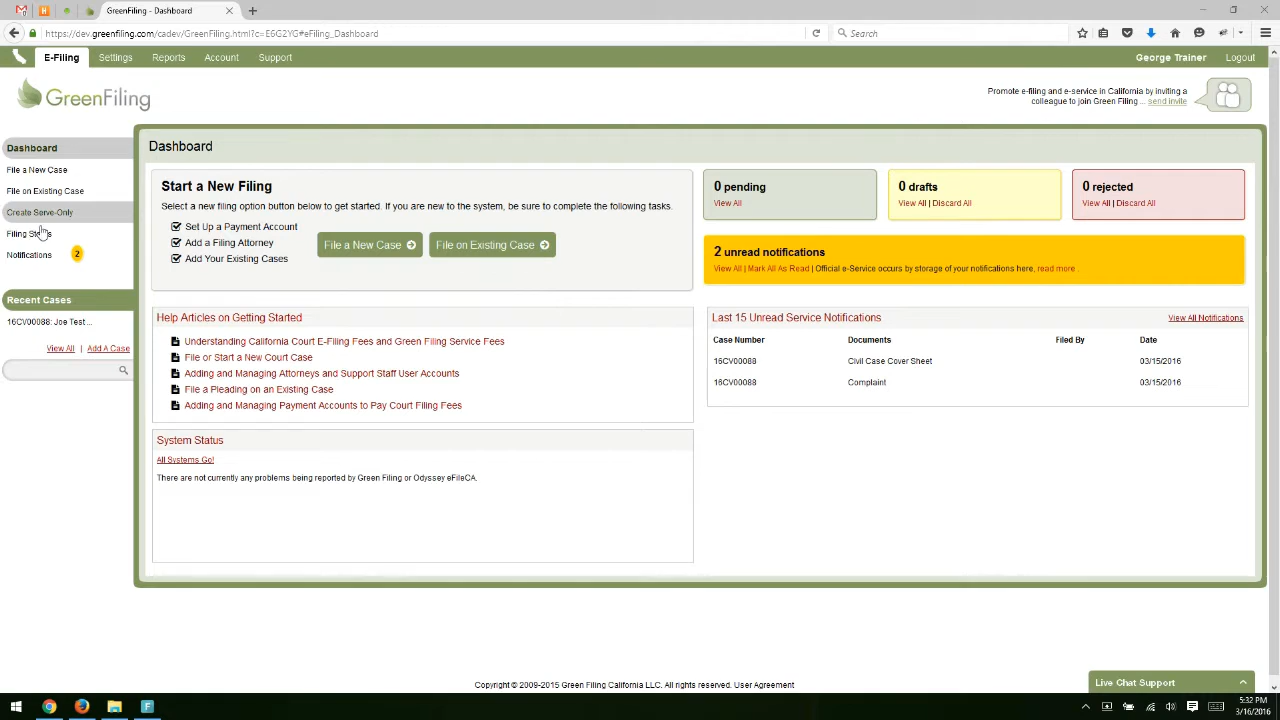 GreenFiling - Dashboard
https://dev.greenfiling.com/cadev/GreenFiling.html?c=E6G2YG#eFiling_Dashboard
Search
E-Filing Settings Reports Account Support
George Trainer Logout
GreenFiling
Promote e-filing and e-service in California by inviting a
colleague to join Green Filing ... send invite
Dashboard
File a New Case
File on Existing Case
Create Serve-Only
Notifications 2
Recent Cases
16CV00088: Joe Test ...
View All | Add A Case
Dashboard
Start a New Filing
Select a new filing option button below to get started. If you are new to the system, be sure to complete the following tasks.
Set Up a Payment Account
Add a Filing Attorney
Add Your Existing Cases
File a New Case
File on Existing Case
0 pending
View All
0 drafts
View All | Discard All
0 rejected
View All | Discard All
2 unread notifications
View All | Mark All As Read | Official e-Service occurs by storage of your notifications here, read more .
Help Articles on Getting Started
Understanding California Court E-Filing Fees and Green Filing Service Fees
File or Start a New Court Case
Adding and Managing Attorneys and Support Staff User Accounts
File a Pleading on an Existing Case
Adding and Managing Payment Accounts to Pay Court Filing Fees
Last 15 Unread Service Notifications View All Notifications
Case Number Documents Filed By Date
16CV00088 Civil Case Cover Sheet 03/15/2016
16CV00088 Complaint 03/15/2016
System Status
All Systems Go!
There are not currently any problems being reported by Green Filing or Odyssey eFileCA.
Copyright © 2009-2015 Green Filing California LLC. All rights reserved. User Agreement
Live Chat Support
5:32 PM
3/16/2016